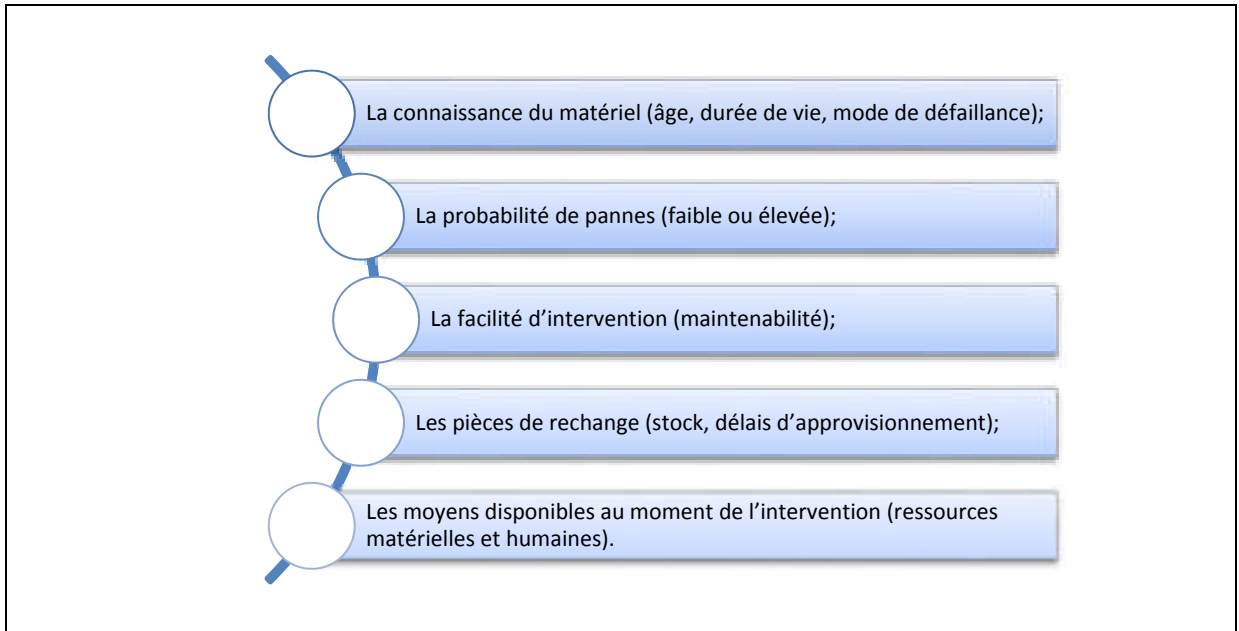 La connaissance du matériel (âge, durée de vie, mode de défaillance);
La probabilité de pannes (faible ou élevée);
La facilité d’intervention (maintenabilité);
Les pièces de rechange (stock, délais d’approvisionnement);
Les moyens disponibles au moment de l’intervention (ressources
matérielles et humaines).